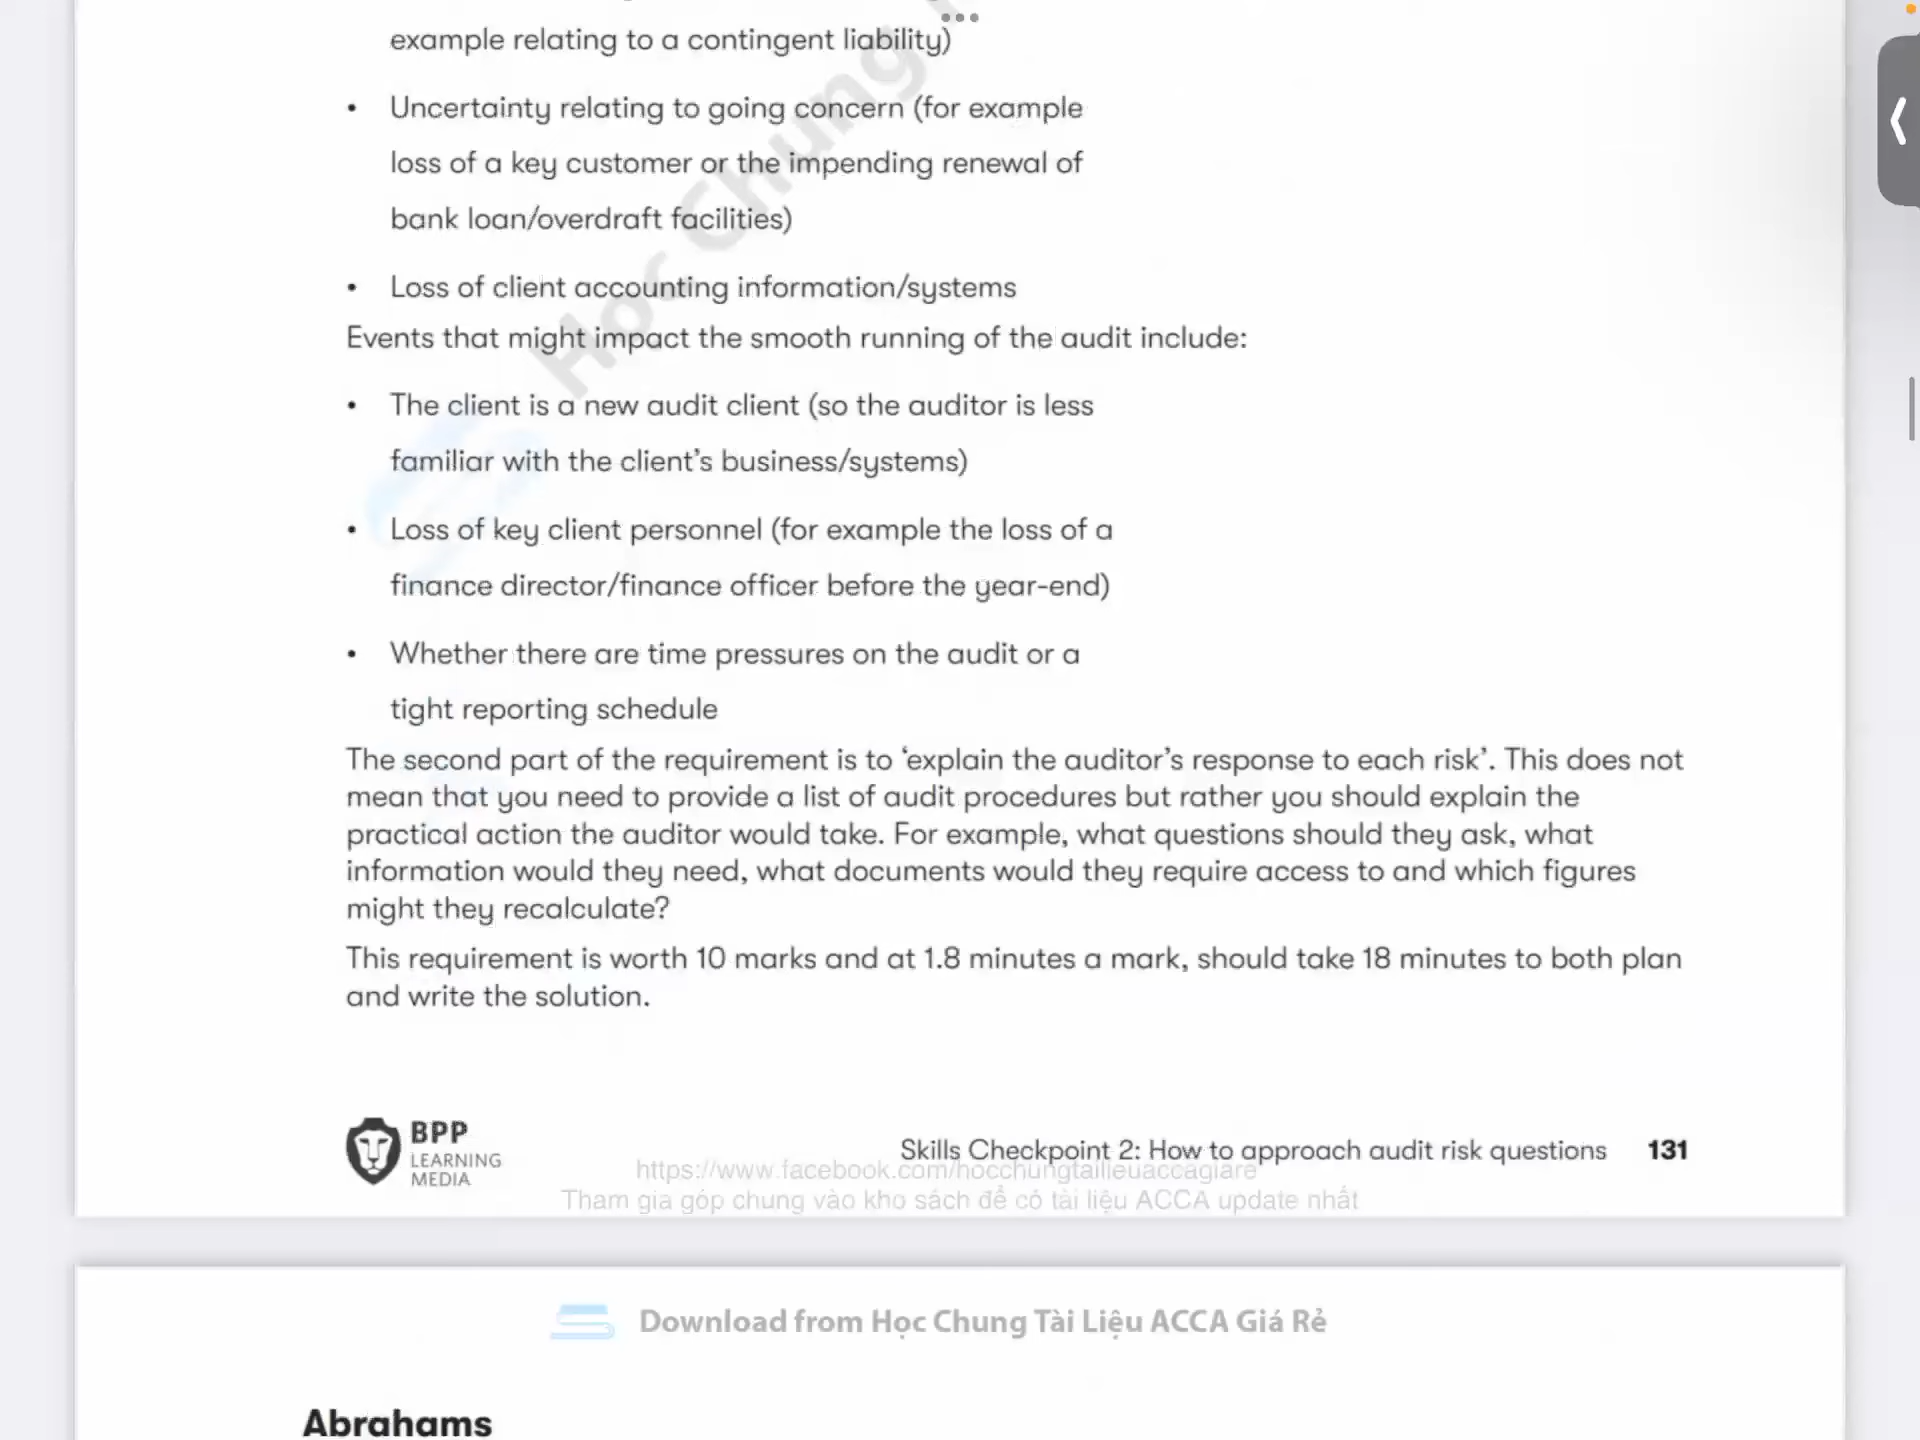 example relating to a contingent liability)
• Uncertainty relating to going concern (for example
loss of a key customer or the impending renewal of
bank loan/overdraft facilities)
• Loss of client accounting information/systems
Events that might impact the smooth running of the audit include:
• The client is a new audit client (so the auditor is less
familiar with the client's business/systems)
• Loss of key client personnel (for example the loss of a
finance director/finance officer before the year-end)
• Whether there are time pressures on the audit or a
tight reporting schedule
The second part of the requirement is to 'explain the auditor's response to each risk'. This does not
mean that you need to provide a list of audit procedures but rather you should explain the
practical action the auditor would take. For example, what questions should they ask, what
information would they need, what documents would they require access to and which figures
might they recalculate?
This requirement is worth 10 marks and at 1.8 minutes a mark, should take 18 minutes to both plan
and write the solution.
Học Chung
BPP
LEARNING
MEDIA
Skills Checkpoint 2: How to approach audit risk questions 131
https://www.facebook.com/hocchungtailieuaccagiare
Tham gia góp chung vào kho sách để có tài liệu ACCA update nhất
Download from Học Chung Tài Liệu ACCA Giá Rẻ
Abrahams